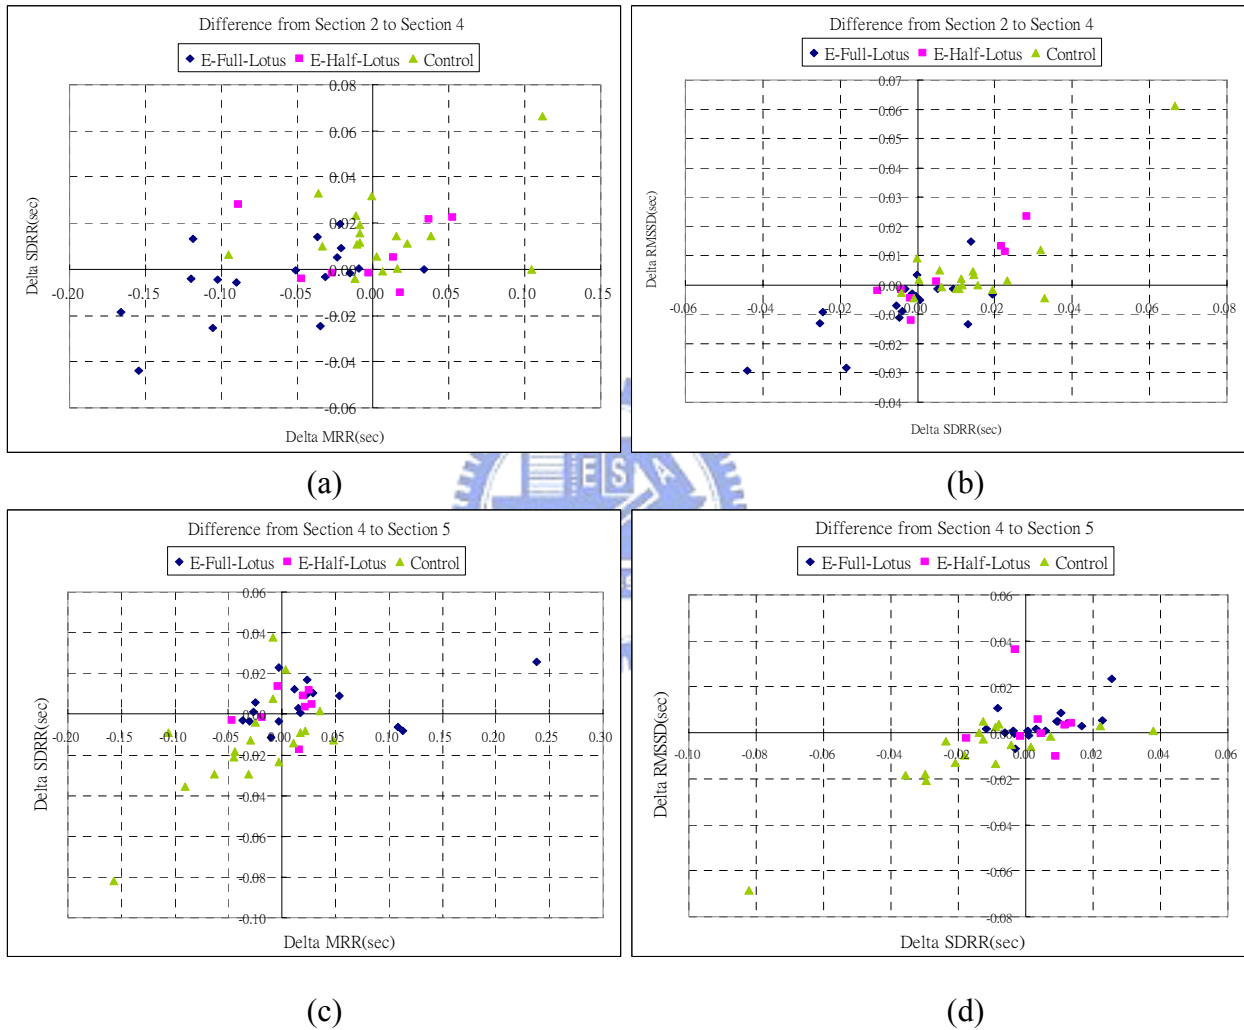 Difference from Section 2 to Section 4
E-Full-Lotus E-Half-Lotus Control
0.08
0.06
0.04
0.02
0.00
-0.02
-0.04
-0.06
-0.20 -0.15 -0.10 -0.05 0.00 0.05 0.10 0.15
Delta SDRR(sec)
Delta MRR(sec)
(a)
Difference from Section 2 to Section 4
E-Full-Lotus E-Half-Lotus Control
0.07
0.06
0.05
0.04
0.03
0.02
0.01
0.00
-0.01
-0.02
-0.03
-0.04
-0.06 -0.04 -0.02 0.00 0.02 0.04 0.06 0.08
Delta RMSSD(sec)
Delta SDRR(sec)
(b)
ESA
Difference from Section 4 to Section 5
E-Full-Lotus E-Half-Lotus Control
0.06
0.04
0.02
0.00
-0.02
-0.04
-0.06
-0.08
-0.10
-0.20 -0.15 -0.10 -0.05 0.00 0.05 0.10 0.15 0.20 0.25 0.30
Delta SDRR(sec)
Delta MRR(sec)
(c)
Difference from Section 4 to Section 5
E-Full-Lotus E-Half-Lotus Control
0.06
0.04
0.02
0.00
-0.02
-0.04
-0.06
-0.08
-0.10 -0.08 -0.06 -0.04 -0.02 0.00 0.02 0.04 0.06
Delta RMSSD(sec)
Delta SDRR(sec)
(d)